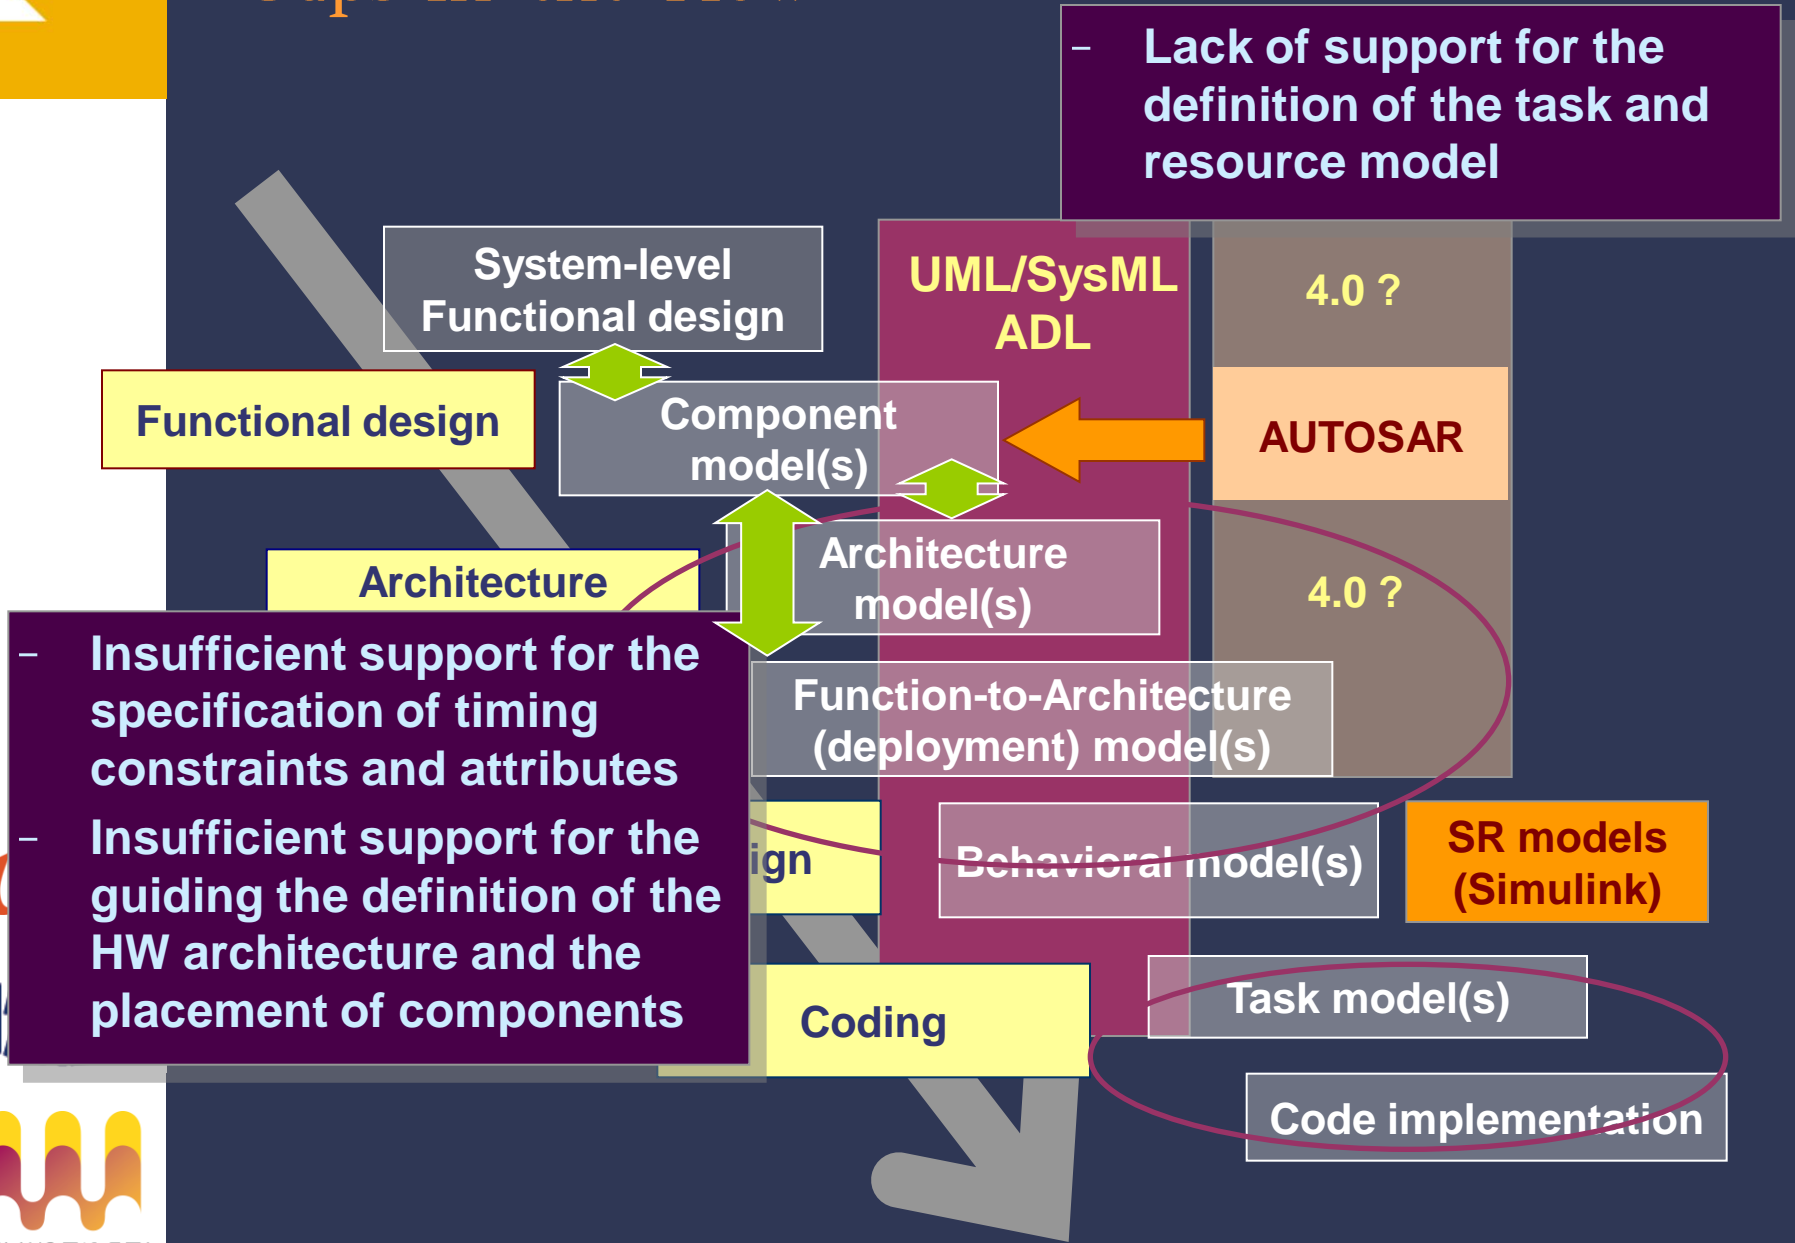 Lack of support for the
definition of the task and
resource model
System-level
Functional design
UML/SysML
ADL
4.0 ?
Functional design
Component
model(s)
AUTOSAR
Architecture
Architecture
model(s)
4.0 ?
– Insufficient support for the
specification of timing
constraints and attributes
– Insufficient support for the
guiding the definition of the
HW architecture and the
placement of components
Function-to-Architecture
(deployment) model(s)
ign
Behavioral model(s)
SR models
(Simulink)
Coding
Task model(s)
Code implementation